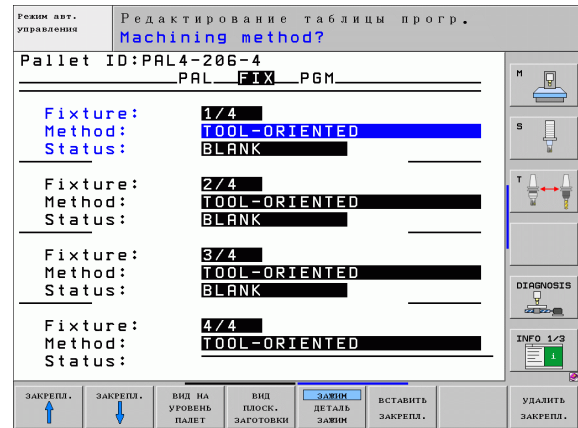 Режим авт.
управления
Редактирование таблицы прогр.
Machining method?
Pallet ID:PAL4-206-4
PAL FIX PGM
Fixture: 1/4
Method: TOOL-ORIENTED
Status: BLANK
Fixture: 2/4
Method: TOOL-ORIENTED
Status: BLANK
Fixture: 3/4
Method: TOOL-ORIENTED
Status: BLANK
Fixture: 4/4
Method: TOOL-ORIENTED
Status:
M
S
T
DIAGNOSIS
INFO 1/3
i
ЗАКРЕПЛ.
ЗАКРЕПЛ.
ВИД НА
УРОВЕНЬ
ПАЛЕТ
ВИД
ПЛОСК.
ЗАГОТОВКИ
ЗАЖИМ
ДЕТАЛЬ
ЗАЖИМ
ВСТАВИТЬ
ЗАКРЕПЛ.
УДАЛИТЬ
ЗАКРЕПЛ.